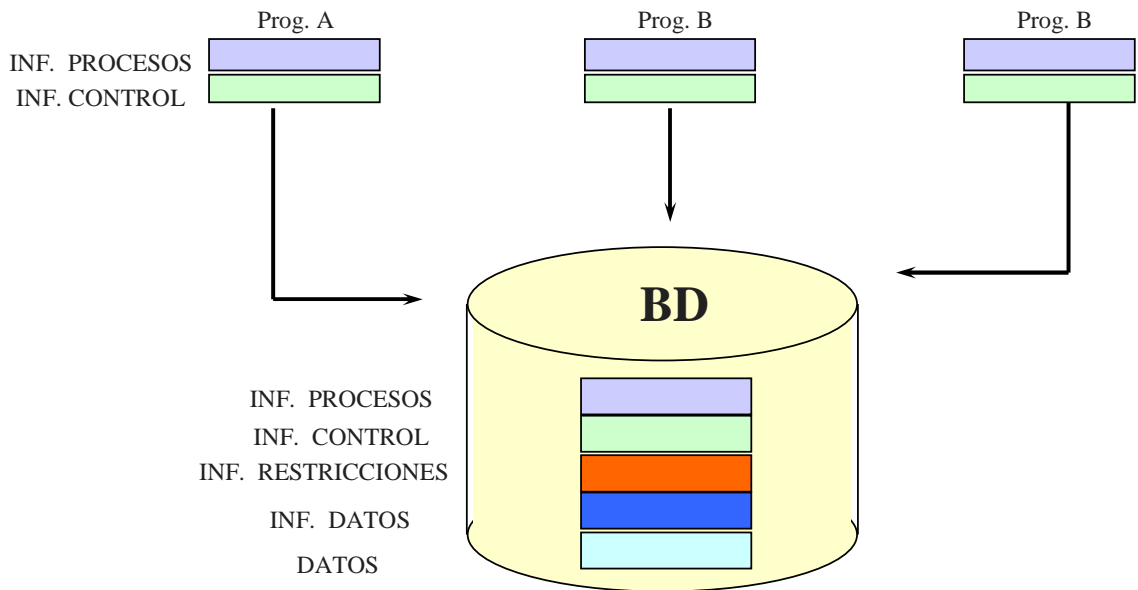 Prog. A
Prog. B
Prog. B
INF. PROCESOS
INF. CONTROL
BD
INF. PROCESOS
INF. CONTROL
INF. RESTRICCIONES
INF. DATOS
DATOS